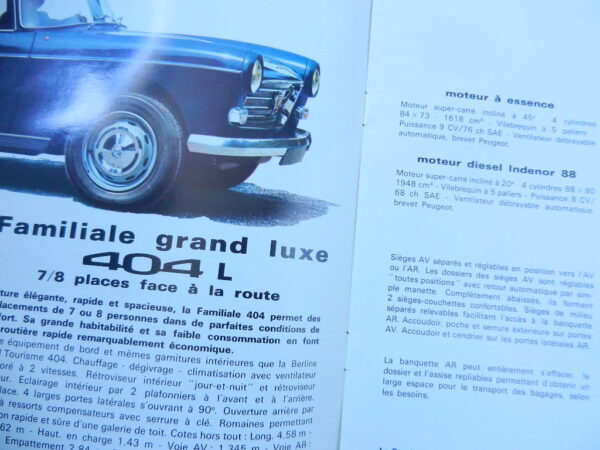 Familiale grand luxe
404 L
7/8 places face à la route
ture élégante, rapide et spacieuse, la Familiale 404 permet des
placements de 7 ou 8 personnes dans de parfaites conditions de
fort. Sa grande habitabilité et sa faible consommation en font
routière rapide remarquablement économique.
e équipement de bord et mêmes garnitures intérieures que la Berline
Tourisme 404. Chauffage - dégivrage - climatisation avec ventilateur
oré à 2 vitesses. Rétroviseur intérieur "jour-et-nuit" et rétroviseur
eur. Eclairage intérieur par 2 plafonniers à l'avant et à l'arrière.
lace. 4 larges portes latérales s'ouvrant à 90°. Ouverture arrière par
à ressorts compensateurs avec serrure à clé. Romaines permettant
on rapide et sûre d'une galerie de toit. Cotes hors tout : Long. 4,58 m -
62 m - Haut. en charge 1,43 m - Voie AV : 1,345 m - Voie AR :
Empattement 2,84
moteur à essence
Moteur super-carré incliné à 45° - 4 cylindres
84 × 73 - 1618 cm³ - Vilebrequin à 5 paliers -
Puissance 9 CV/76 ch SAE - Ventilateur débrayable
automatique, brevet Peugeot.
moteur diesel Indenor 88
Moteur super-carré incliné à 20° - 4 cylindres 88 × 80
1948 cm³ - Vilebrequin à 5 paliers - Puissance 8 CV/
68 ch SAE - Ventilateur débrayable automatique,
brevet Peugeot.
Sièges AV séparés et réglables en position vers l'AV
ou l'AR. Les dossiers des sièges AV sont réglables
"toutes positions" avec retour automatique par sim-
ple manette. Complètement abaissés, ils forment
2 sièges-couchettes confortables. Sièges de milieu
séparés relevables facilitant l'accès à la banquette
AR. Accoudoir, poche et serrure extérieure sur portes
AV. Accoudoir et cendrier sur les portes latérales AR.
La banquette AR peut entièrement s'effacer, le
dossier et l'assise repliables permettant d'obtenir un
large espace pour le transport des bagages, selon
les besoins.